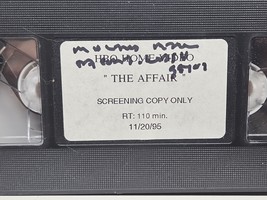 HBO HOME VIDEO
" THE AFFAIR "
SCREENING COPY ONLY
RT: 110 min.
11/20/95